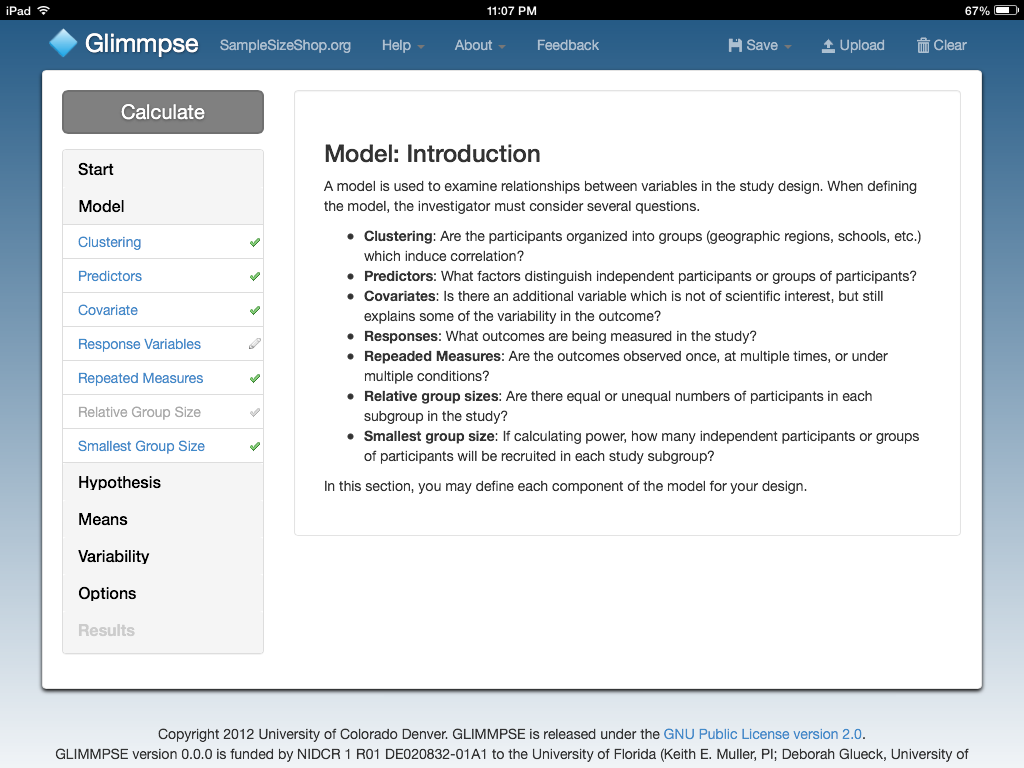 iPad 11:07 PM 67%
Glimmpse SampleSizeShop.org Help About Feedback Save Upload Clear
Calculate
Start
Model
Clustering
Predictors
Covariate
Response Variables
Repeated Measures
Relative Group Size
Smallest Group Size
Hypothesis
Means
Variability
Options
Results
Model: Introduction
A model is used to examine relationships between variables in the study design. When defining
the model, the investigator must consider several questions.
• Clustering: Are the participants organized into groups (geographic regions, schools, etc.)
which induce correlation?
• Predictors: What factors distinguish independent participants or groups of participants?
• Covariates: Is there an additional variable which is not of scientific interest, but still
explains some of the variability in the outcome?
• Responses: What outcomes are being measured in the study?
• Repeaded Measures: Are the outcomes observed once, at multiple times, or under
multiple conditions?
• Relative group sizes: Are there equal or unequal numbers of participants in each
subgroup in the study?
• Smallest group size: If calculating power, how many independent participants or groups
of participants will be recruited in each study subgroup?
In this section, you may define each component of the model for your design.
Copyright 2012 University of Colorado Denver. GLIMMPSE is released under the GNU Public License version 2.0.
GLIMMPSE version 0.0.0 is funded by NIDCR 1 R01 DE020832-01A1 to the University of Florida (Keith E. Muller, PI; Deborah Glueck, University of